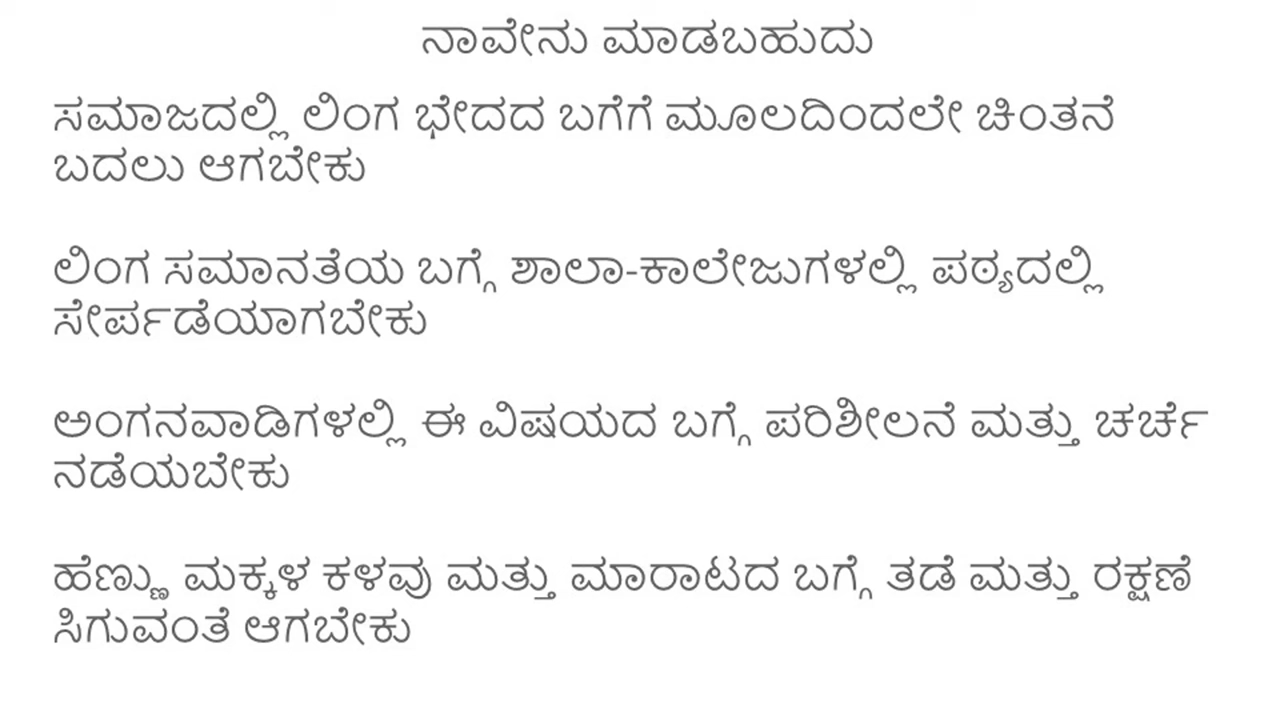 ನಾವೇನು ಮಾಡಬಹುದು
ಸಮಾಜದಲ್ಲಿ ಲಿಂಗ ಭೇದದ ಬಗೆಗೆ ಮೂಲದಿಂದಲೇ ಚಿಂತನೆ
ಬದಲು ಆಗಬೇಕು
ಲಿಂಗ ಸಮಾನತೆಯ ಬಗ್ಗೆ ಶಾಲಾ-ಕಾಲೇಜುಗಳಲ್ಲಿ ಪಠ್ಯದಲ್ಲಿ
ಸೇರ್ಪಡೆಯಾಗಬೇಕು
ಅಂಗನವಾಡಿಗಳಲ್ಲಿ ಈ ವಿಷಯದ ಬಗ್ಗೆ ಪರಿಶೀಲನೆ ಮತ್ತು ಚರ್ಚೆ
ನಡೆಯಬೇಕು
ಹೆಣ್ಣು ಮಕ್ಕಳ ಕಳವು ಮತ್ತು ಮಾರಾಟದ ಬಗ್ಗೆ ತಡೆ ಮತ್ತು ರಕ್ಷಣೆ
ಸಿಗುವಂತೆ ಆಗಬೇಕು